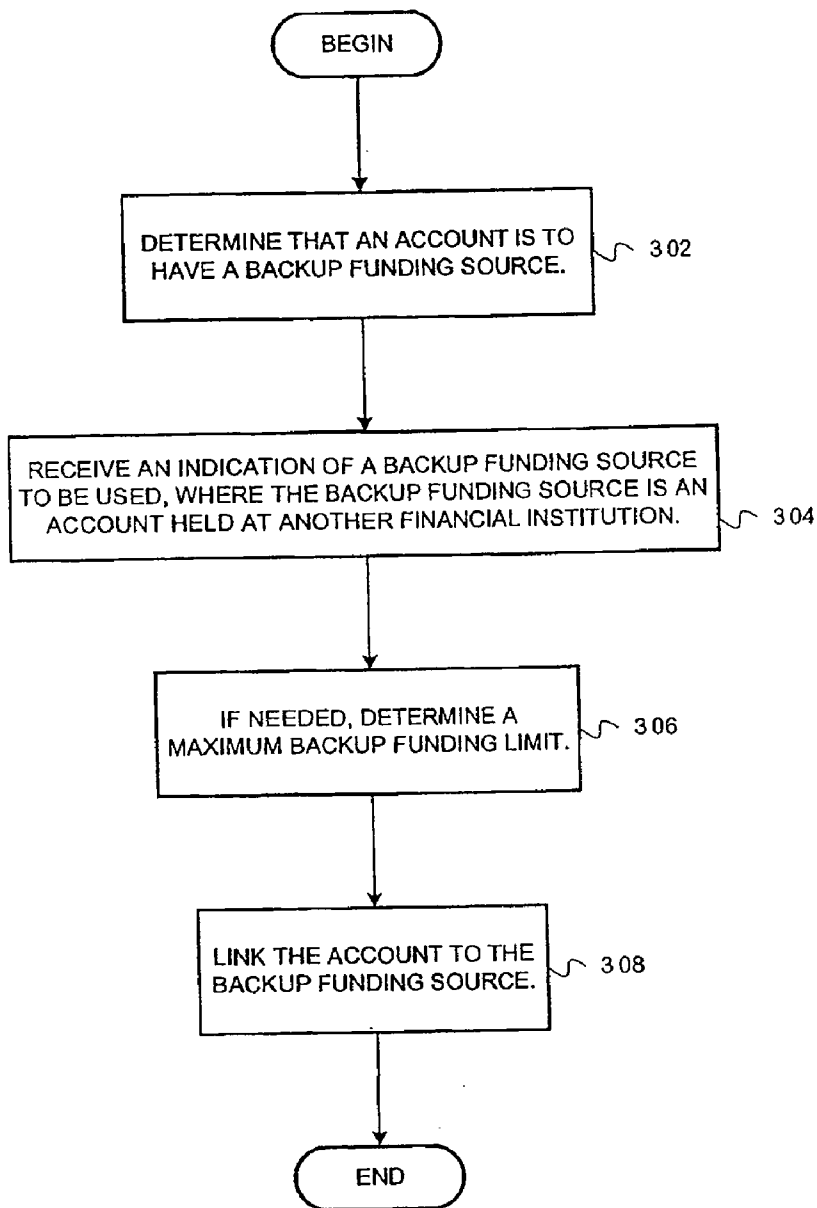 BEGIN
DETERMINE THAT AN ACCOUNT IS TO
HAVE A BACKUP FUNDING SOURCE.
302
RECEIVE AN INDICATION OF A BACKUP FUNDING SOURCE
TO BE USED, WHERE THE BACKUP FUNDING SOURCE IS AN
ACCOUNT HELD AT ANOTHER FINANCIAL INSTITUTION.
304
IF NEEDED, DETERMINE A
MAXIMUM BACKUP FUNDING LIMIT.
306
LINK THE ACCOUNT TO THE
BACKUP FUNDING SOURCE.
308
END